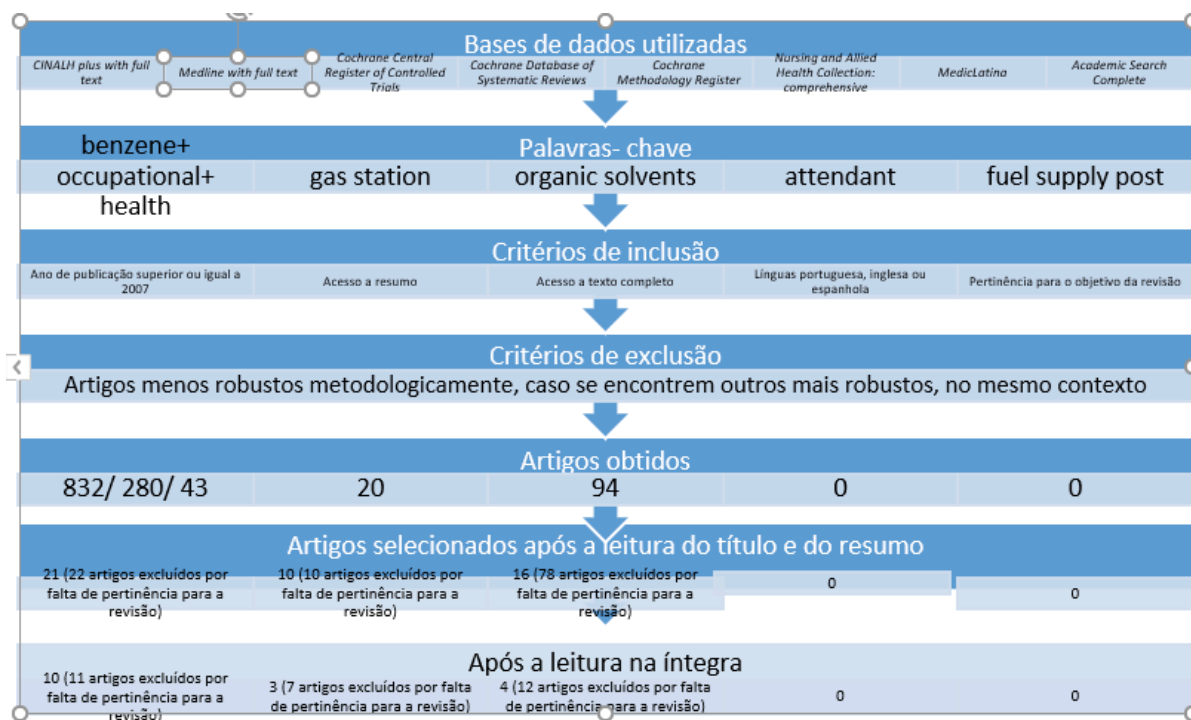 Bases de dados utilizadas
CINALH plus with full
text
Medline with full text
Cochrane Central
Register of Controlled
Trials
Cochrane Database of
Systematic Reviews
Cochrane
Methodology Register
Nursing and Allied
Health Collection:
comprehensive
MedicLatina
Academic Search
Complete
Palavras- chave
benzene+
occupational+
health
gas station
organic solvents
attendant
fuel supply post
Critérios de inclusão
Ano de publicação superior ou igual a
2007
Acesso a resumo
Acesso a texto completo
Línguas portuguesa, inglesa ou
espanhola
Pertinência para o objetivo da revisão
Critérios de exclusão
Artigos menos robustos metodologicamente, caso se encontrem outros mais robustos, no mesmo contexto
Artigos obtidos
832/ 280/ 43
20
94
0
0
Artigos selecionados após a leitura do título e do resumo
21 (22 artigos excluídos por
falta de pertinência para a
revisão)
10 (10 artigos excluídos por
falta de pertinência para a
revisão)
16 (78 artigos excluídos por
falta de pertinência para a
revisão)
0
0
Após a leitura na íntegra
10 (11 artigos excluídos por
falta de pertinência para a
revisão)
3 (7 artigos excluídos por falta
de pertinência para a revisão)
4 (12 artigos excluídos por falta
de pertinência para a revisão)
0
0